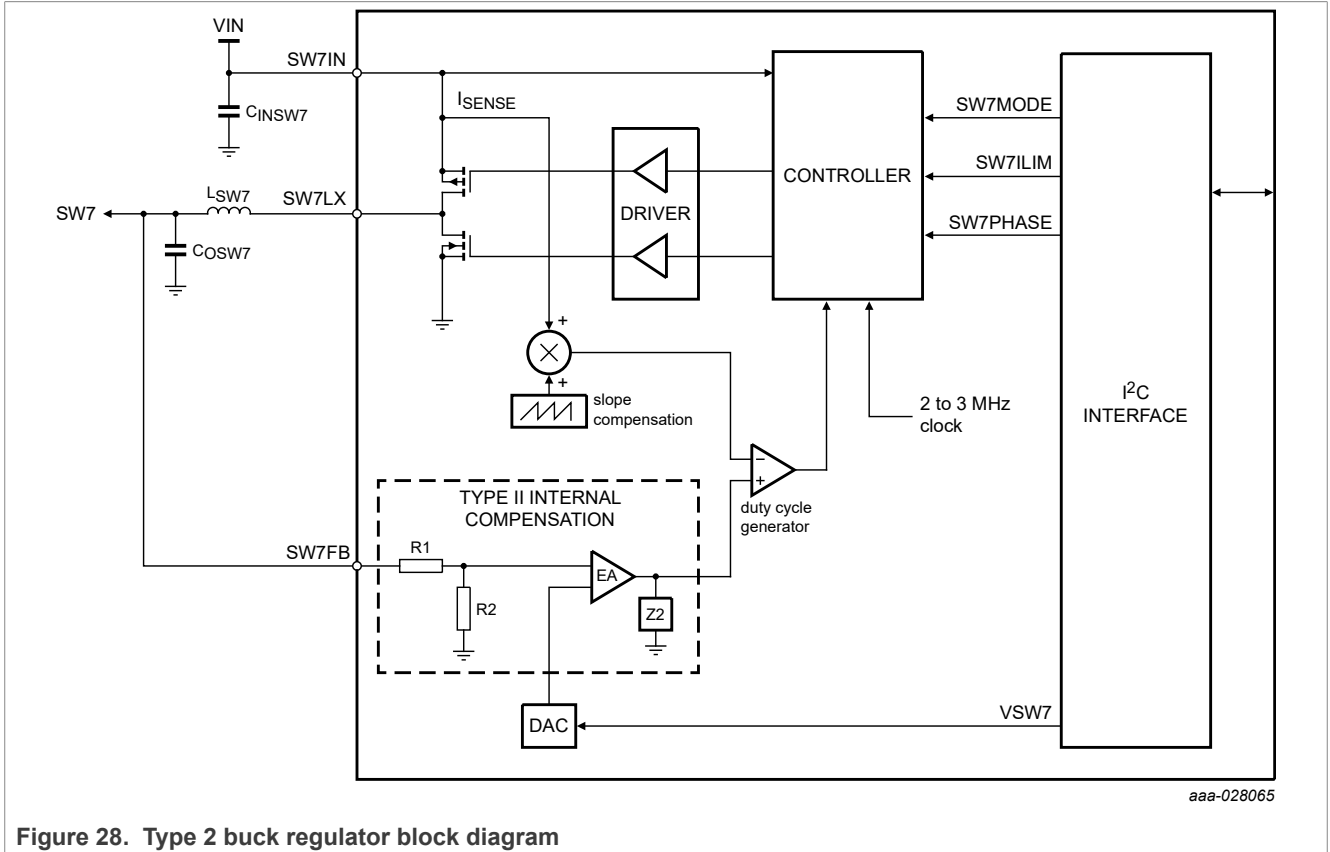 VIN
SW7IN
CINSW7
ISENSE
LSW7
SW7LX
SW7
COSW7
DRIVER
CONTROLLER
SW7MODE
SW7ILIM
SW7PHASE
I2C
INTERFACE
+
+
slope
compensation
2 to 3 MHz
clock
−
+
duty cycle
generator
TYPE II INTERNAL
COMPENSATION
SW7FB
R1
R2
EA
Z2
DAC
VSW7
aaa-028065
Figure 28. Type 2 buck regulator block diagram